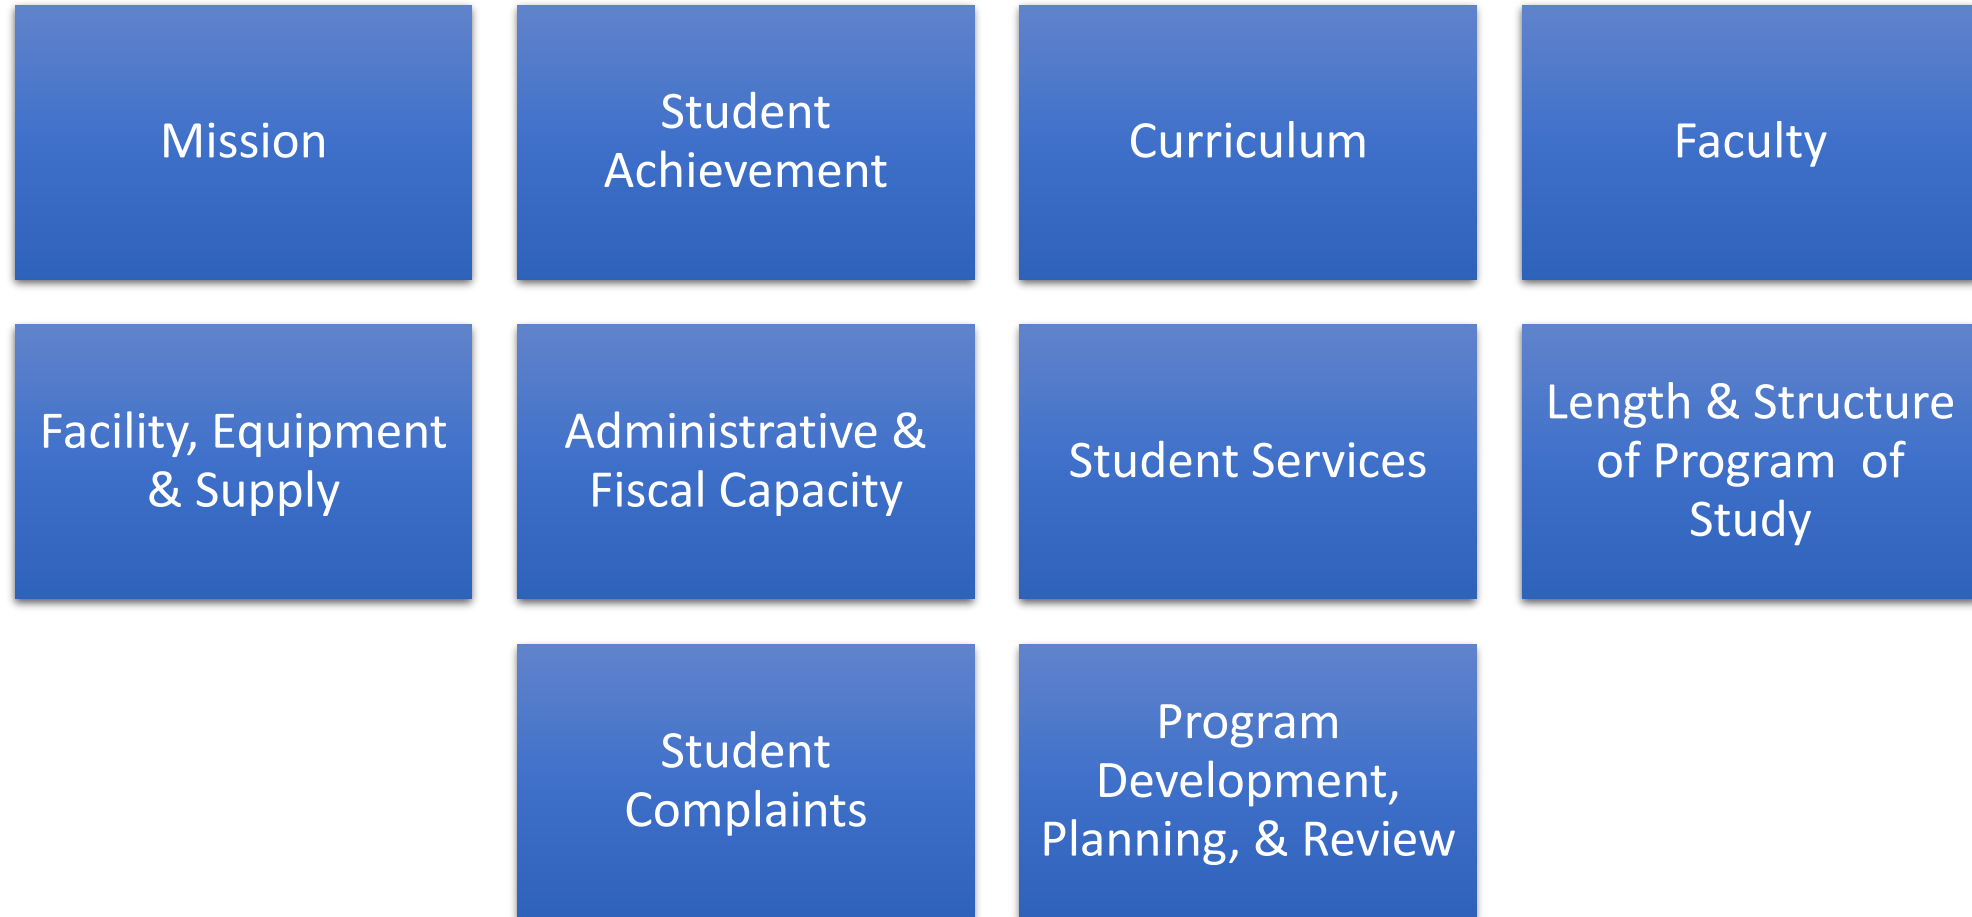 Mission
Student
Achievement
Curriculum
Faculty
Facility, Equipment
& Supply
Administrative &
Fiscal Capacity
Student Services
Length & Structure
of Program  of
Study
Student
Complaints
Program
Development,
Planning, & Review